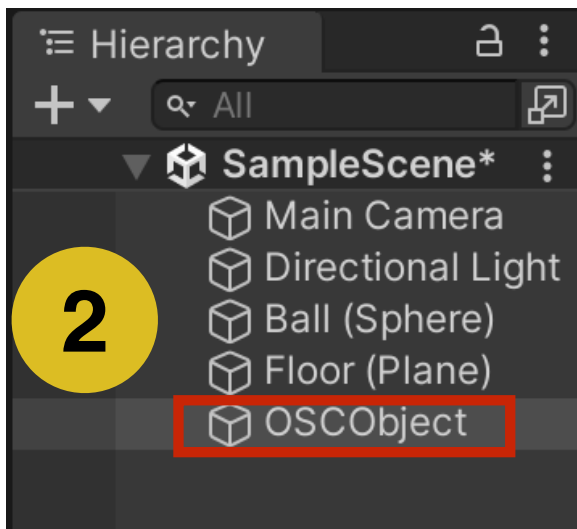 Hierarchy
All
SampleScene*
Main Camera
Directional Light
2
Ball (Sphere)
Floor (Plane)
OSCObject